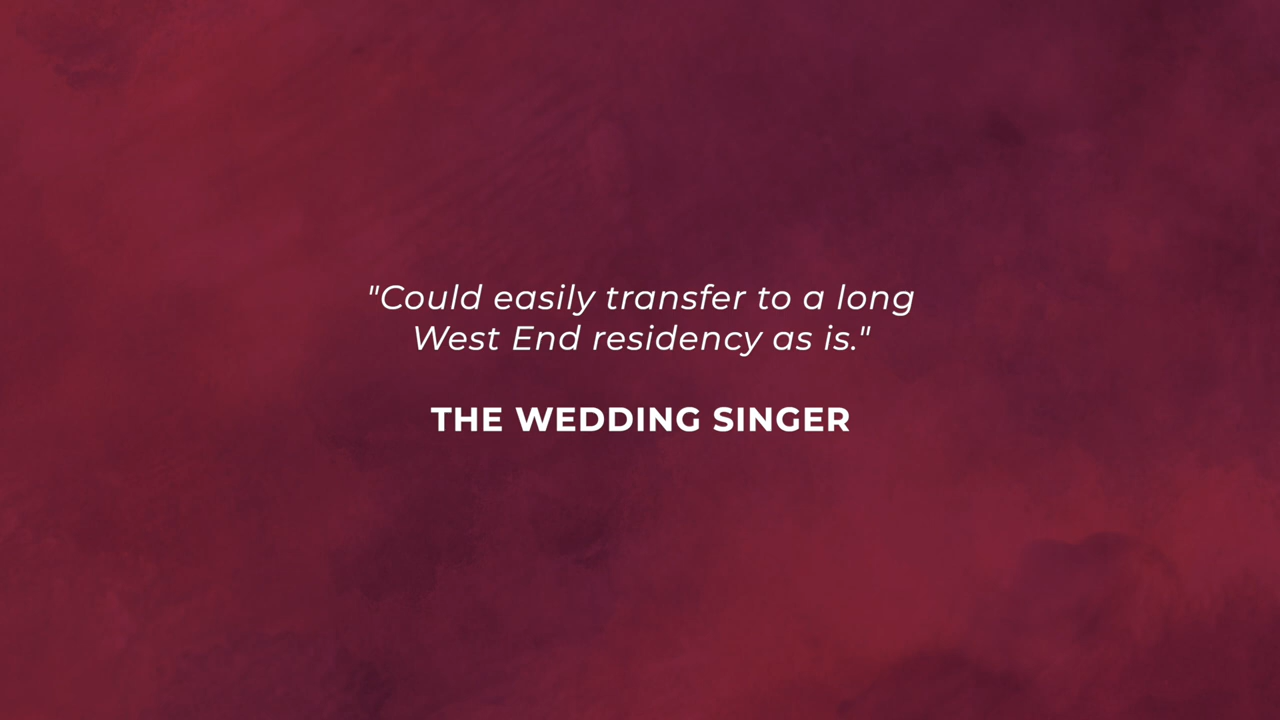 "Could easily transfer to a long
West End residency as is."
THE WEDDING SINGER